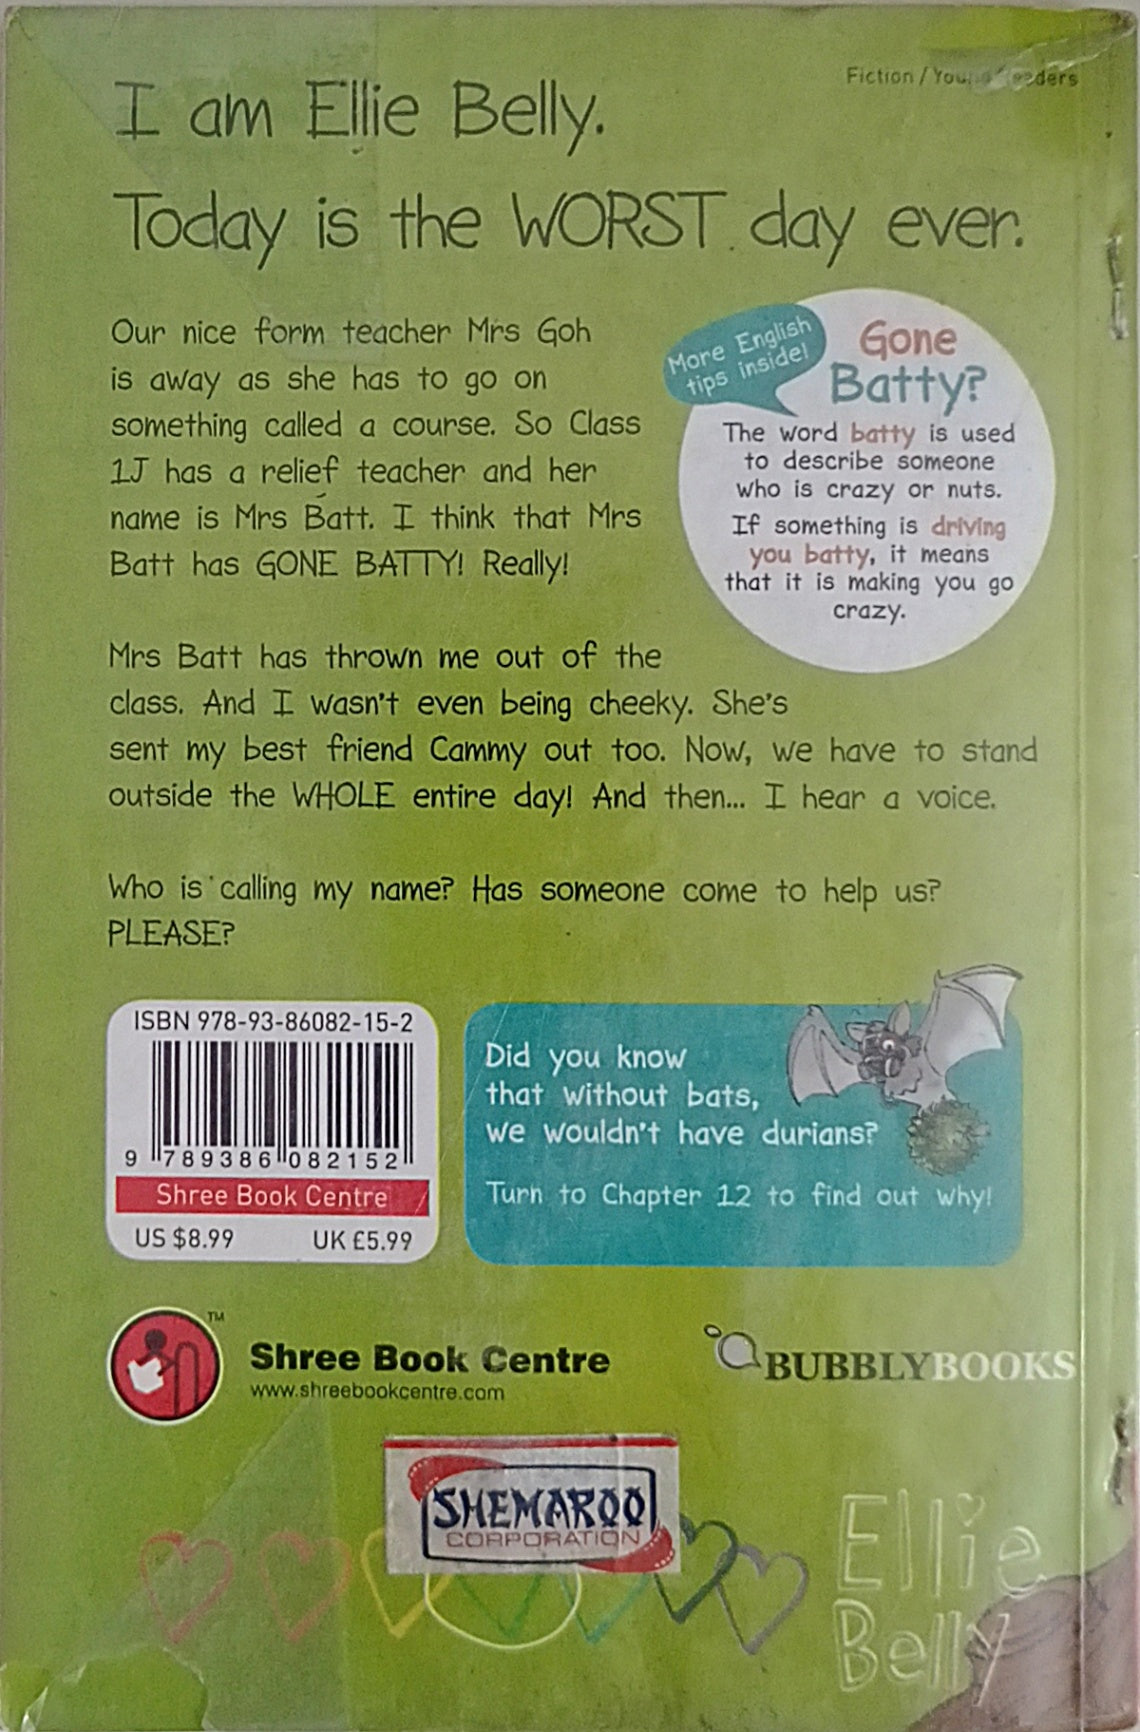 Fiction / Young Readers
I am Ellie Belly.
Today is the WORST day ever.
Our nice form teacher Mrs Goh
is away as she has to go on
something called a course. So Class
1J has a relief teacher and her
name is Mrs Batt. I think that Mrs
Batt has GONE BATTY! Really!
More English
tips inside!
Gone
Batty?
The word batty is used
to describe someone
who is crazy or nuts.
If something is driving
you batty, it means
that it is making you go
crazy.
Mrs Batt has thrown me out of the
class. And I wasn't even being cheeky. She's
sent my best friend Cammy out too. Now, we have to stand
outside the WHOLE entire day! And then... I hear a voice.
Who is calling my name? Has someone come to help us?
PLEASE?
ISBN 978-93-86082-15-2
9 789386 082152
Shree Book Centre
US $8.99 UK £5.99
Did you know
that without bats,
we wouldn't have durians?
Turn to Chapter 12 to find out why!
TM
Shree Book Centre
www.shreebookcentre.com
BUBBLYBOOKS
SHEMAROO
CORPORATION
Ellie
Belly